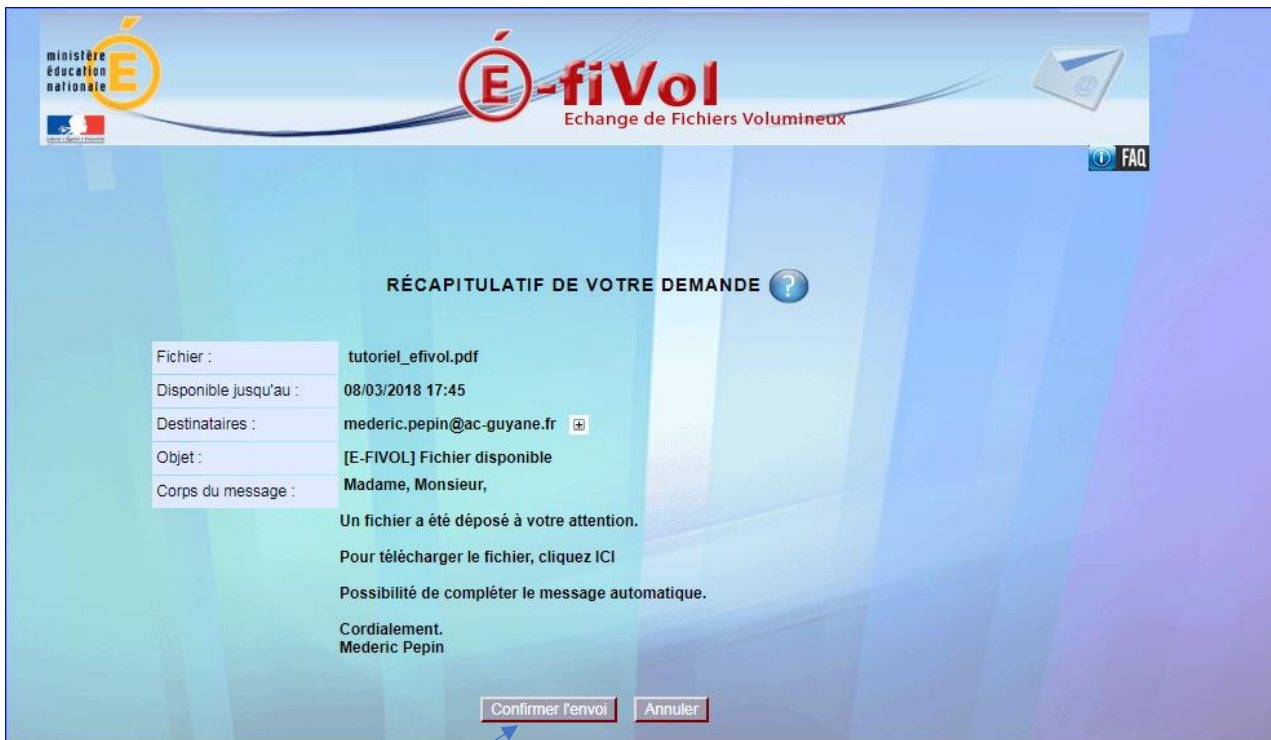 ministère
éducation
nationale
É-fiVol
Echange de Fichiers Volumineux
FAQ
RÉCAPITULATIF DE VOTRE DEMANDE ?
Fichier : tutoriel_efivol.pdf
Disponible jusqu'au : 08/03/2018 17:45
Destinataires : mederic.pepin@ac-guyane.fr
Objet : [E-FIVOL] Fichier disponible
Corps du message : Madame, Monsieur,
Un fichier a été déposé à votre attention.
Pour télécharger le fichier, cliquez ICI
Possibilité de compléter le message automatique.
Cordialement.
Mederic Pepin
Confirmer l'envoi Annuler